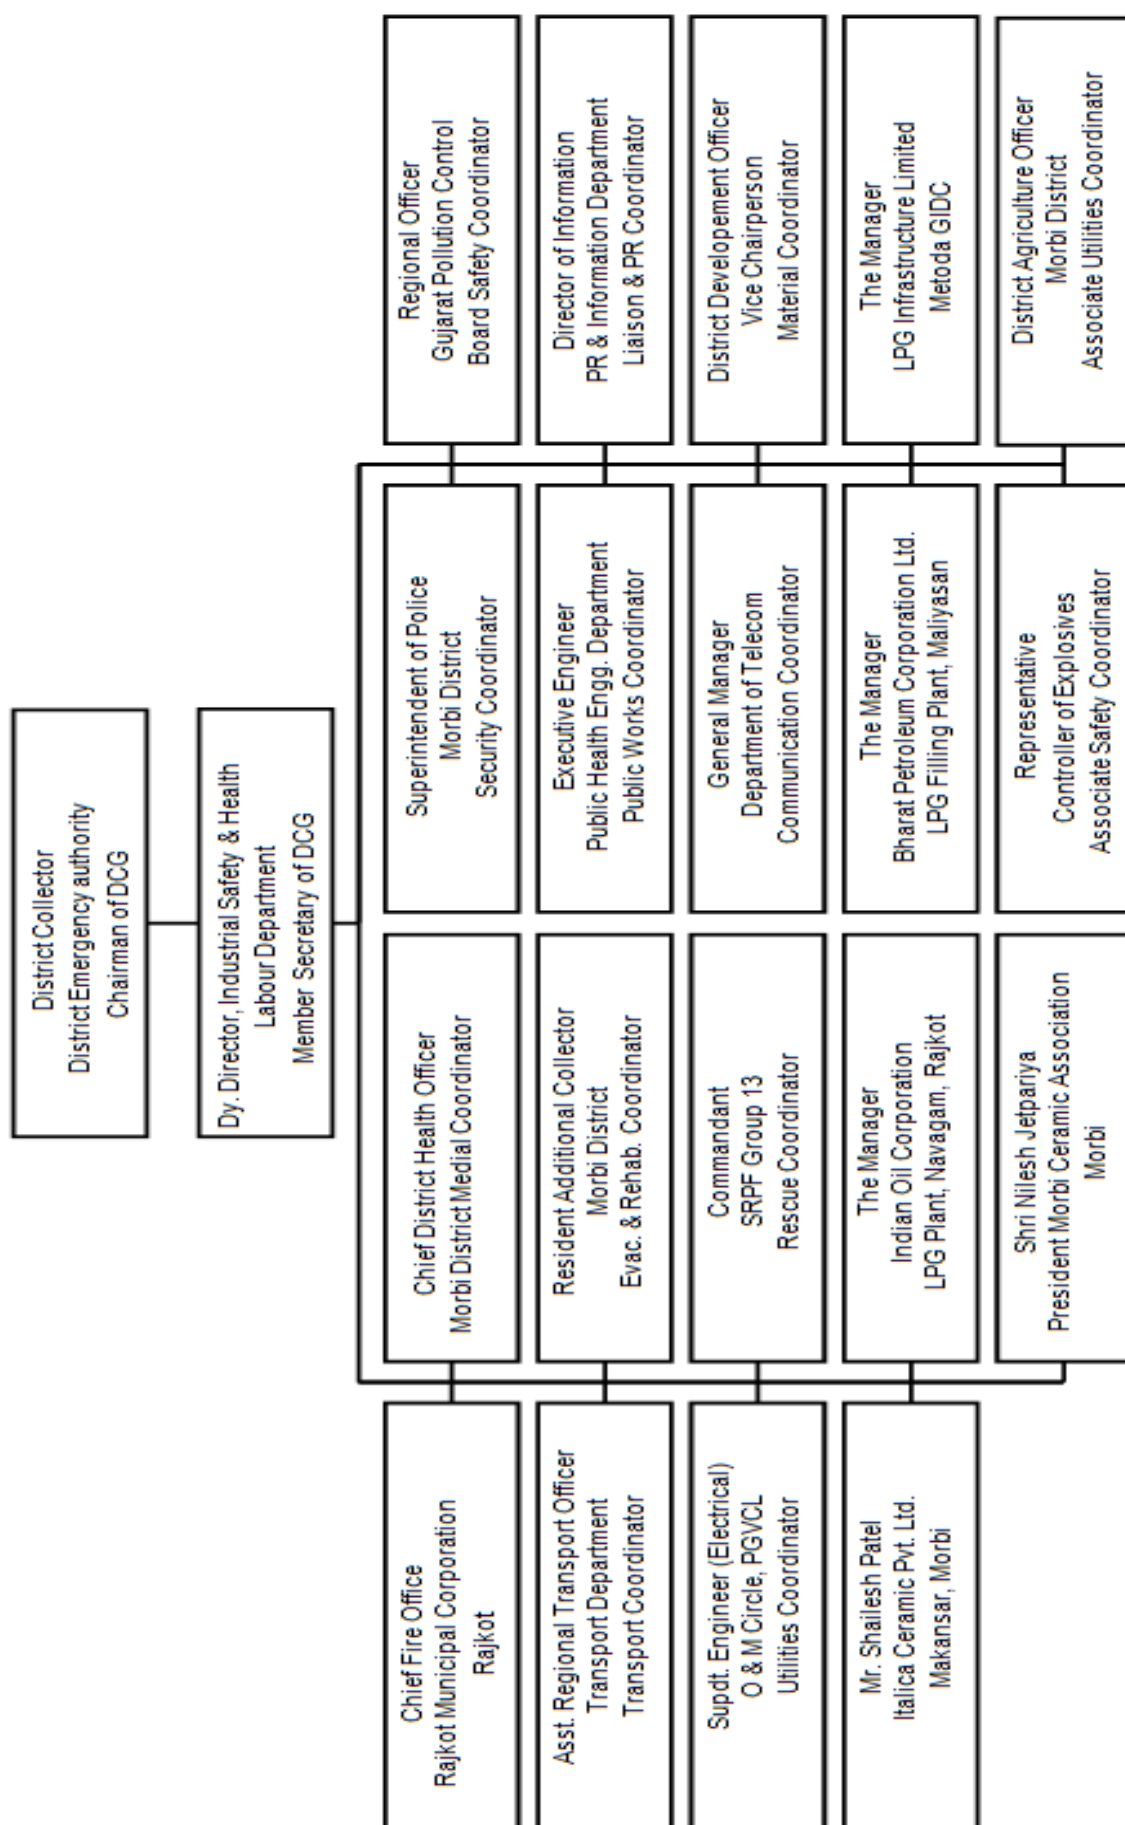 District Collector
District Emergency authority
Chairman of DCG
Dy. Director, Industrial Safety & Health
Labour Department
Member Secretary of DCG
Chief Fire Office
Rajkot Municipal Corporation
Rajkot
Chief District Health Officer
Morbi District Medial Coordinator
Superintendent of Police
Morbi District
Security Coordinator
Regional Officer
Gujarat Pollution Control
Board Safety Coordinator
Asst. Regional Transport Officer
Transport Department
Transport Coordinator
Resident Additional Collector
Morbi District
Evac. & Rehab. Coordinator
Executive Engineer
Public Health Engg. Department
Public Works Coordinator
Director of Information
PR & Information Department
Liaison & PR Coordinator
Supdt. Engineer (Electrical)
O & M Circle, PGVCL
Utilities Coordinator
Commandant
SRPF Group 13
Rescue Coordinator
General Manager
Department of Telecom
Communication Coordinator
District Developement Officer
Vice Chairperson
Material Coordinator
Mr. Shailesh Patel
Italica Ceramic Pvt. Ltd.
Makansar, Morbi
The Manager
Indian Oil Corporation
LPG Plant, Navagam, Rajkot
The Manager
Bharat Petroleum Corporation Ltd.
LPG Filling Plant, Maliyasan
The Manager
LPG Infrastructure Limited
Metoda GIDC
Shri Nilesh Jetpariya
President Morbi Ceramic Association
Morbi
Representative
Controller of Explosives
Associate Safety Coordinator
District Agriculture Officer
Morbi District
Associate Utilities Coordinator